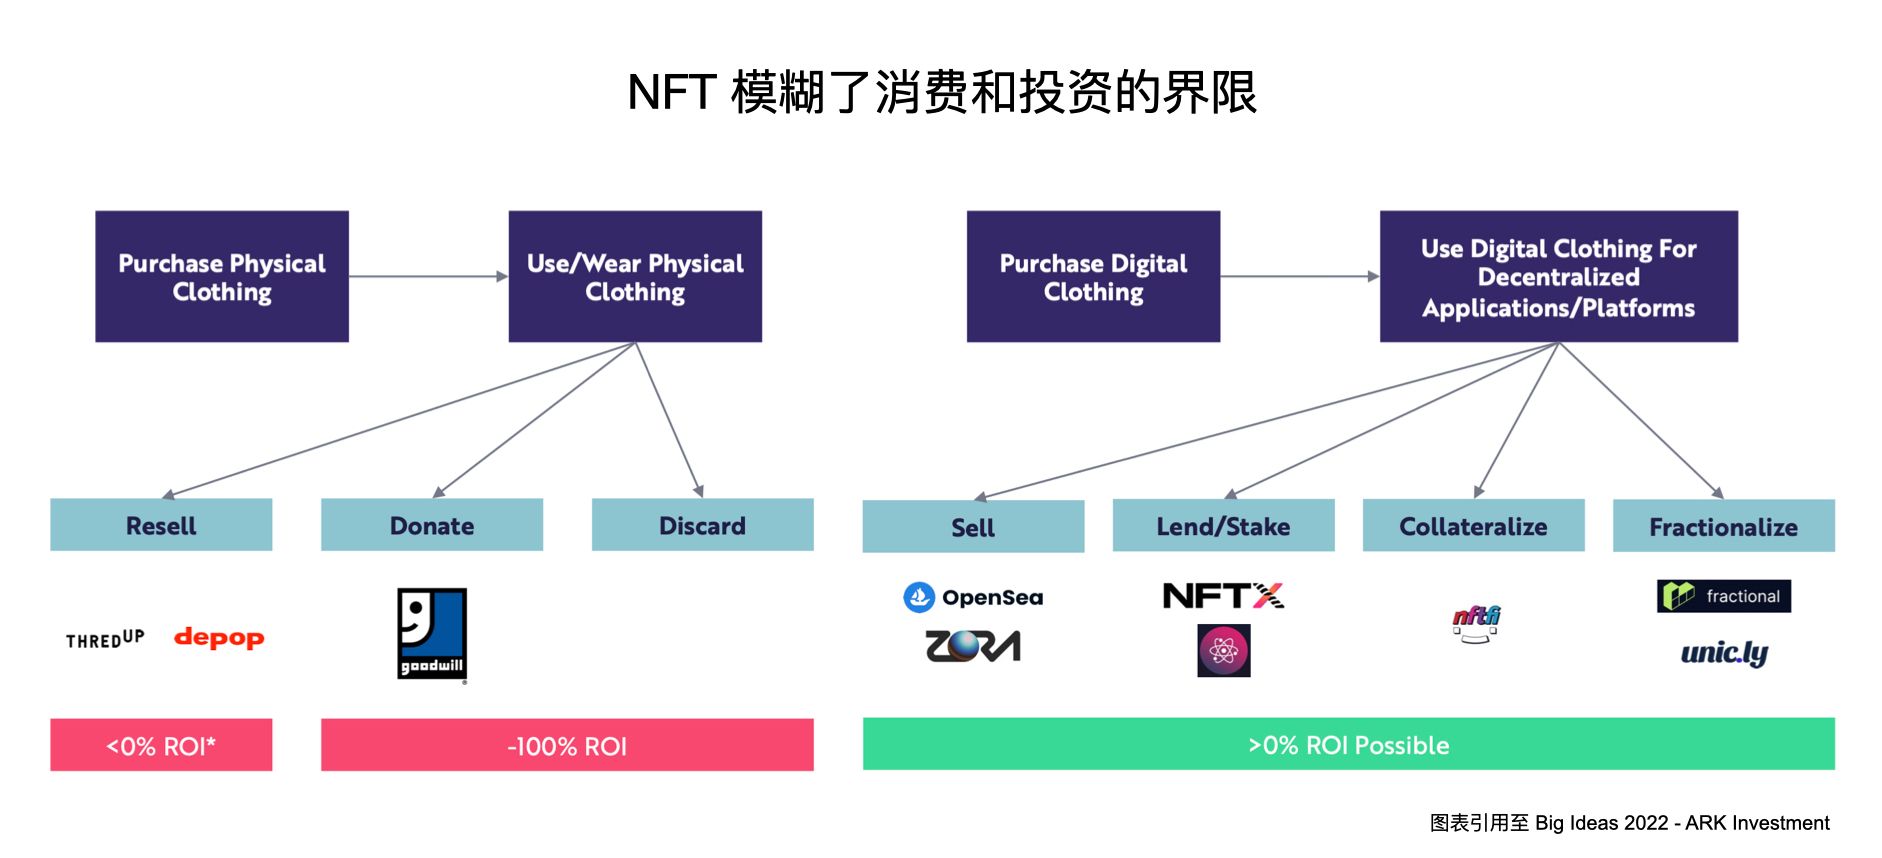 NFT 模糊了消费和投资的界限
Purchase Physical
Clothing
Use/Wear Physical
Clothing
Purchase Digital
Clothing
Use Digital Clothing For
Decentralized
Applications/Platforms
Resell
Donate
Discard
Sell
Lend/Stake
Collateralize
Fractionalize
THREDUP
depop
goodwill
®
OpenSea
ZORA
NFTX
nftfi
fractional
unic.ly
<0% ROI*
-100% ROI
>0% ROI Possible
图表引用至 Big Ideas 2022 - ARK Investment